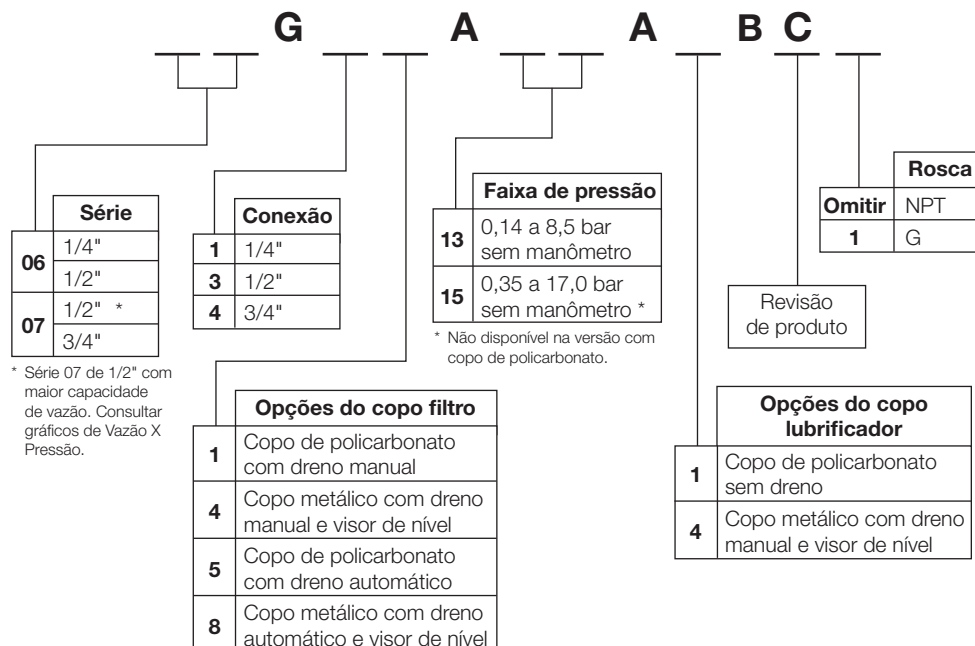 G A A B C
Série
06 1/4"
1/2"
07 1/2" *
3/4"
* Série 07 de 1/2" com
maior capacidade
de vazão. Consultar
gráficos de Vazão X
Pressão.
Conexão
1 1/4"
3 1/2"
4 3/4"
Faixa de pressão
13 0,14 a 8,5 bar
sem manômetro
15 0,35 a 17,0 bar
sem manômetro *
* Não disponível na versão com
copo de policarbonato.
Rosca
Omitir NPT
1 G
Revisão
de produto
Opções do copo filtro
1 Copo de policarbonato
com dreno manual
4 Copo metálico com dreno
manual e visor de nível
5 Copo de policarbonato
com dreno automático
8 Copo metálico com dreno
automático e visor de nível
Opções do copo
lubrificador
1 Copo de policarbonato
sem dreno
4 Copo metálico com dreno
manual e visor de nível